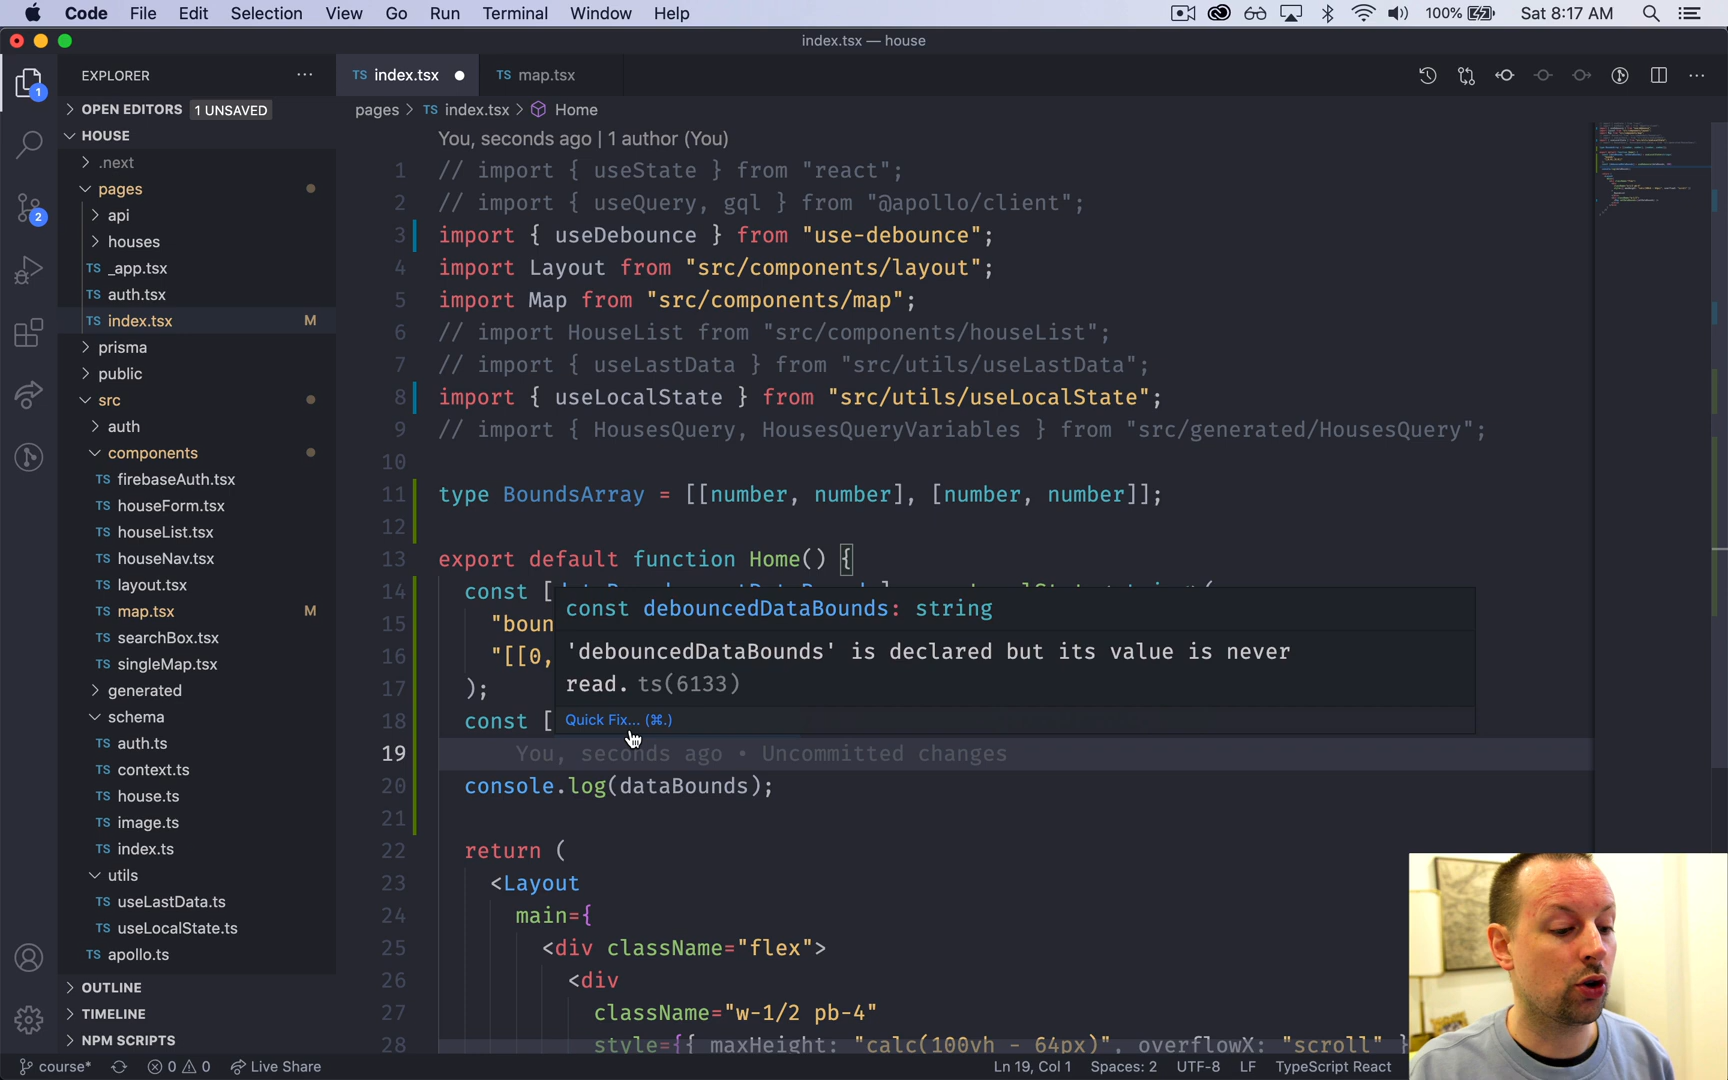 Code File Edit Selection View Go Run Terminal Window Help 100% Sat 8:17 AM
index.tsx — house
EXPLORER
TS index.tsx
TS map.tsx
OPEN EDITORS 1 UNSAVED
HOUSE
.next
pages
api
houses
TS _app.tsx
TS auth.tsx
TS index.tsx M
prisma
public
src
auth
components
TS firebaseAuth.tsx
TS houseForm.tsx
TS houseList.tsx
TS houseNav.tsx
TS layout.tsx
TS map.tsx M
TS searchBox.tsx
TS singleMap.tsx
generated
schema
TS auth.ts
TS context.ts
TS house.ts
TS image.ts
TS index.ts
utils
TS useLastData.ts
TS useLocalState.ts
TS apollo.ts
OUTLINE
TIMELINE
NPM SCRIPTS
1
2
pages > TS index.tsx > Home
You, seconds ago | 1 author (You)
1 // import { useState } from "react";
2 // import { useQuery, gql } from "@apollo/client";
3 import { useDebounce } from "use-debounce";
4 import Layout from "src/components/layout";
5 import Map from "src/components/map";
6 // import HouseList from "src/components/houseList";
7 // import { useLastData } from "src/utils/useLastData";
8 import { useLocalState } from "src/utils/useLocalState";
9 // import { HousesQuery, HousesQueryVariables } from "src/generated/HousesQuery";
10
11 type BoundsArray = [[number, number], [number, number]];
12
13 export default function Home() {
14 const [
15 "boun
16 "[[0,
17 );
18 const [
const debouncedDataBounds: string
'debouncedDataBounds' is declared but its value is never
read. ts(6133)
Quick Fix... (⌘.)
19 You, seconds ago • Uncommitted changes
20 console.log(dataBounds);
21
22 return (
23 <Layout
24 main={
25 <div className="flex">
26 <div
27 className="w-1/2 pb-4"
28 style={{ maxHeight: "calc(100vh - 64px)", overflowX: "scroll" }
course* 0 0 Live Share Ln 19, Col 1 Spaces: 2 UTF-8 LF TypeScript React